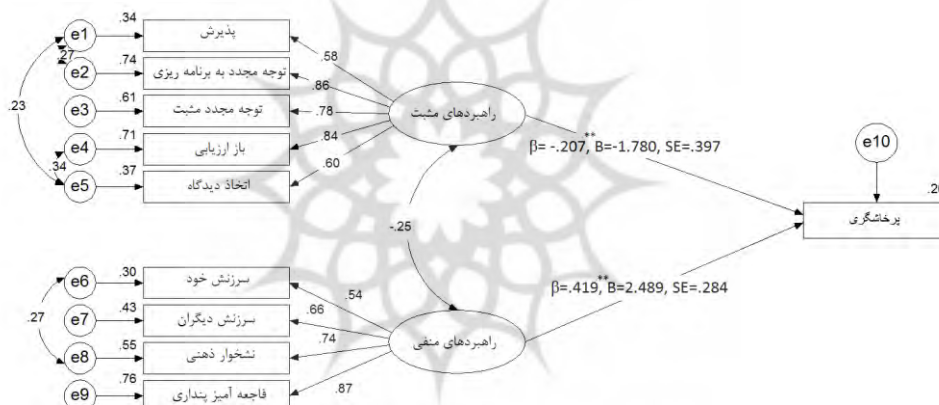 e1
.34
پذیرش
.58
.27
e2
.74
توجه مجدد به برنامه ریزی
.86
.23
e3
.61
توجه مجدد مثبت
.78
راهبردهای مثبت
e4
.71
باز ارزیابی
.84
.34
e5
.37
اتخاذ دیدگاه
.60
β= -.207, B=-1.780, SE=.397
**
e10
.20
پرخاشگری
-.25
e6
.30
سرزنش خود
.54
.27
e7
.43
سرزنش دیگران
.66
e8
.55
نشخوار ذهنی
.74
راهبردهای منفی
e9
.76
فاجعه آمیز پنداری
.87
β=.419, B=2.489, SE=.284
**